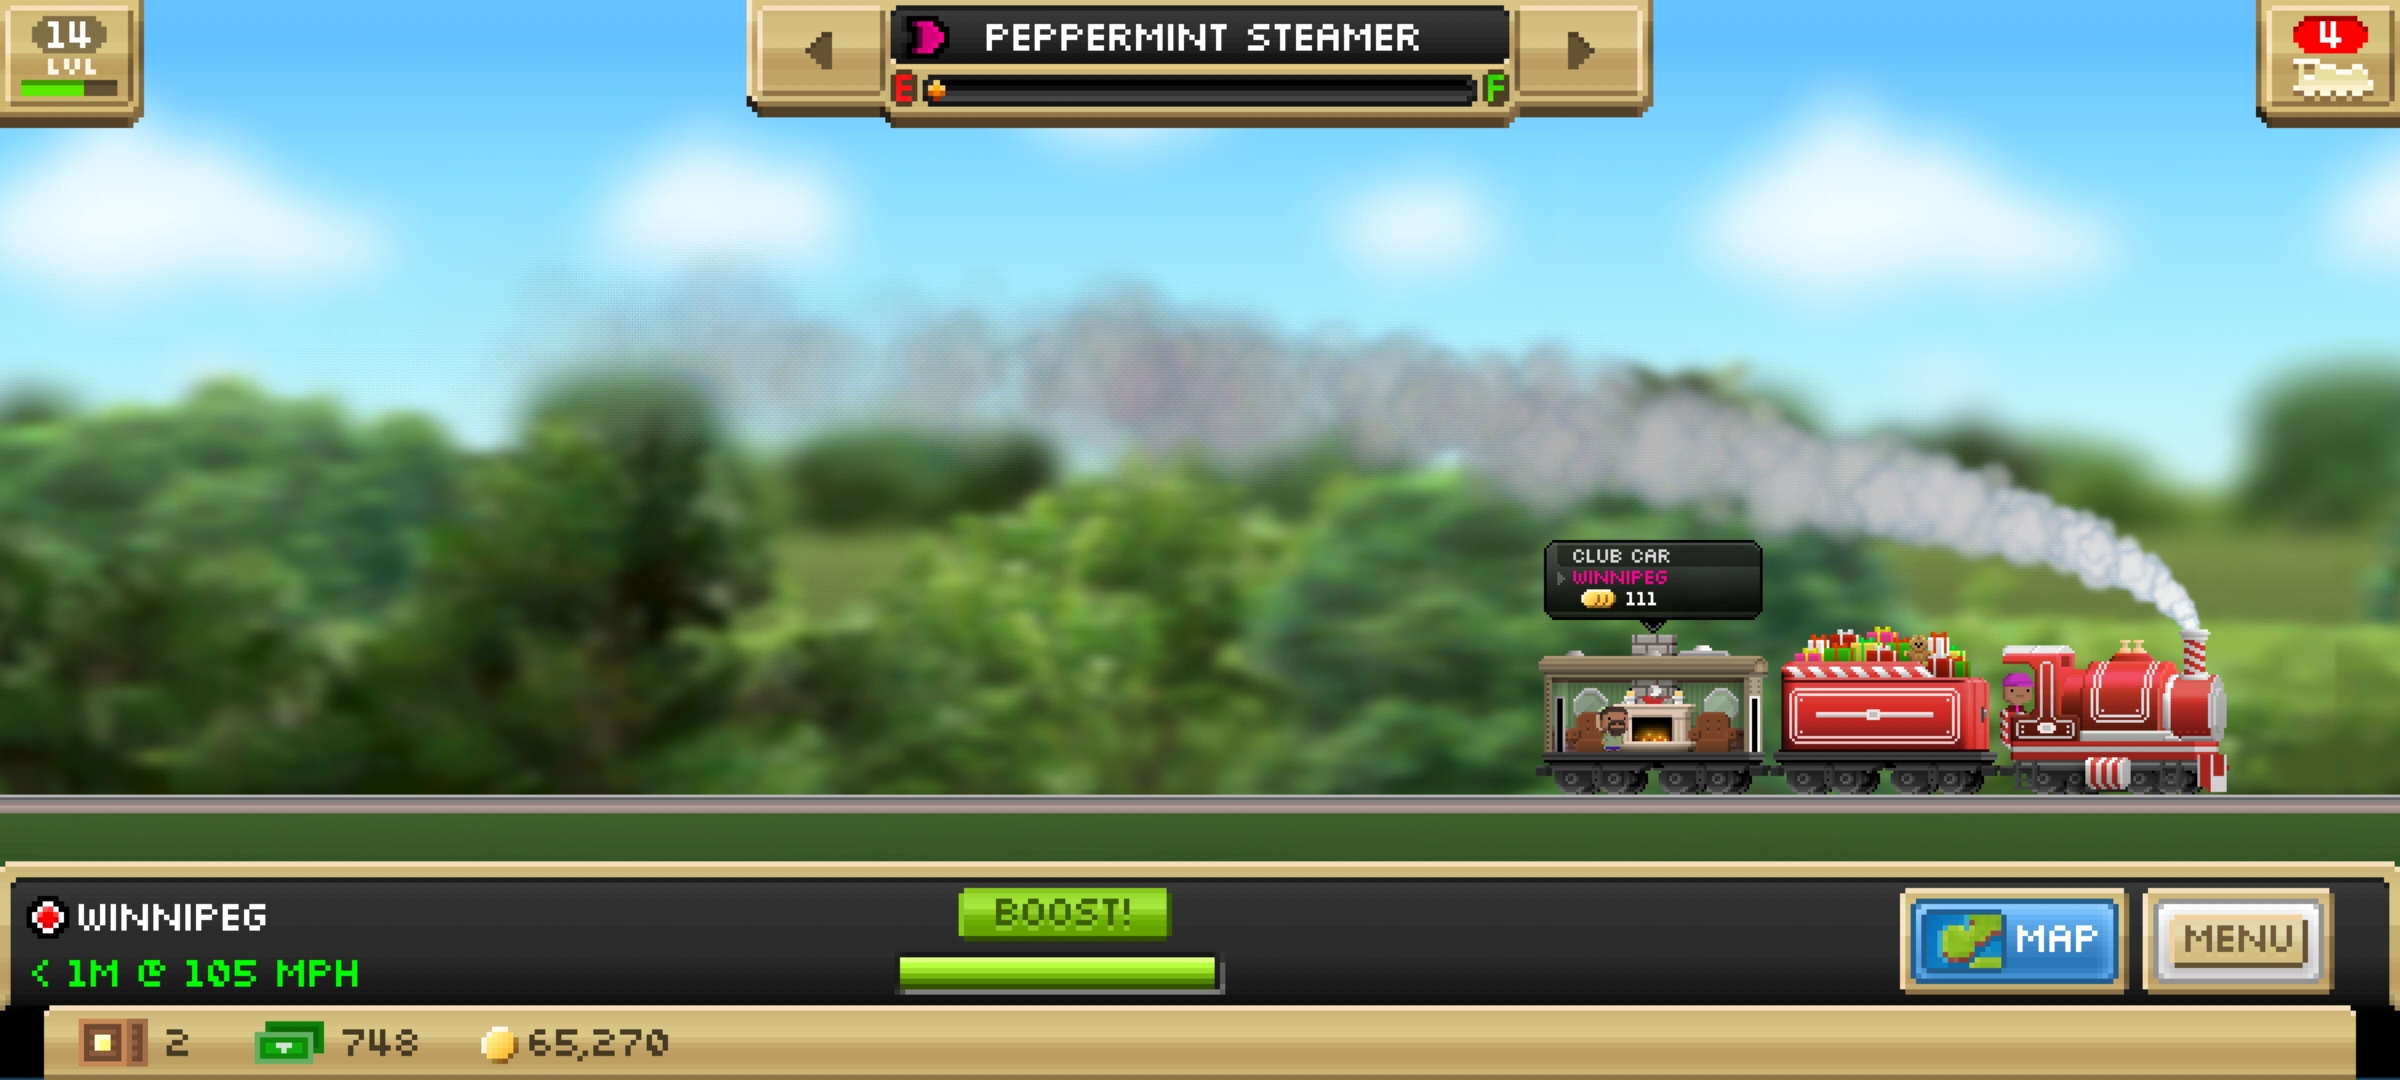 14
LVL
PEPPERMINT STEAMER
E F
4
CLUB CAR
WINNIPEG
111
WINNIPEG
< 1M @ 105 MPH
BOOST!
MAP
MENU
2
748
65,270